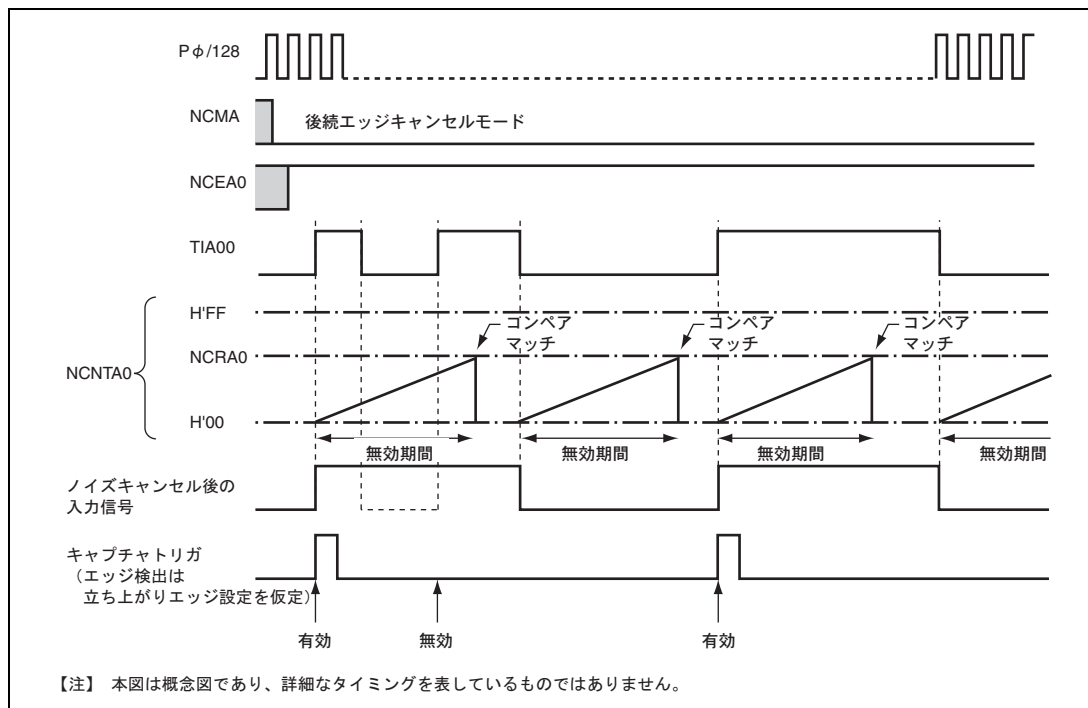 Pφ/128
NCMA
後続エッジキャンセルモード
NCEA0
TIA00
NCNTA0
H'FF
NCRA0
H'00
コンペア
マッチ
コンペア
マッチ
コンペア
マッチ
無効期間
無効期間
無効期間
無効期間
ノイズキャンセル後の
入力信号
キャプチャトリガ
（エッジ検出は
立ち上がりエッジ設定を仮定）
有効
無効
有効
【注】 本図は概念図であり、詳細なタイミングを表しているものではありません。